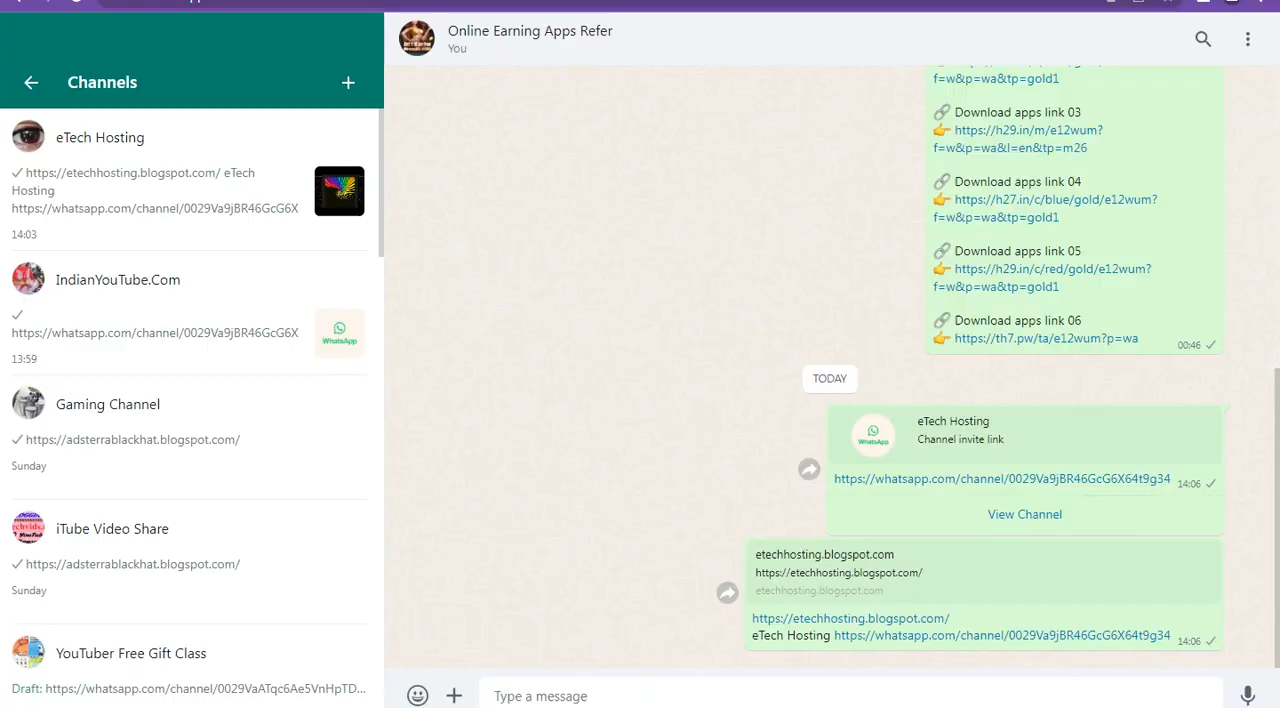 Channels
eTech Hosting
https://etechhosting.blogspot.com/ eTech
Hosting
https://whatsapp.com/channel/0029Va9jBR46GcG6X
14:03
IndianYouTube.Com
https://whatsapp.com/channel/0029Va9jBR46GcG6X
WhatsApp
13:59
Gaming Channel
https://adsterrablackhat.blogspot.com/
Sunday
iTube Video Share
https://adsterrablackhat.blogspot.com/
Sunday
YouTuber Free Gift Class
Draft: https://whatsapp.com/channel/0029VaATqc6Ae5VnHpTD...
Online Earning Apps Refer
You
f=w&p=wa&tp=gold1
Download apps link 03
https://h29.in/m/e12wum?
f=w&p=wa&l=en&tp=m26
Download apps link 04
https://h27.in/c/blue/gold/e12wum?
f=w&p=wa&tp=gold1
Download apps link 05
https://h29.in/c/red/gold/e12wum?
f=w&p=wa&tp=gold1
Download apps link 06
https://th7.pw/ta/e12wum?p=wa
00:46
TODAY
WhatsApp
eTech Hosting
Channel invite link
https://whatsapp.com/channel/0029Va9jBR46GcG6X64t9g34
14:06
View Channel
etechhosting.blogspot.com
https://etechhosting.blogspot.com/
etechhosting.blogspot.com
https://etechhosting.blogspot.com/
eTech Hosting https://whatsapp.com/channel/0029Va9jBR46GcG6X64t9g34
14:06
Type a message